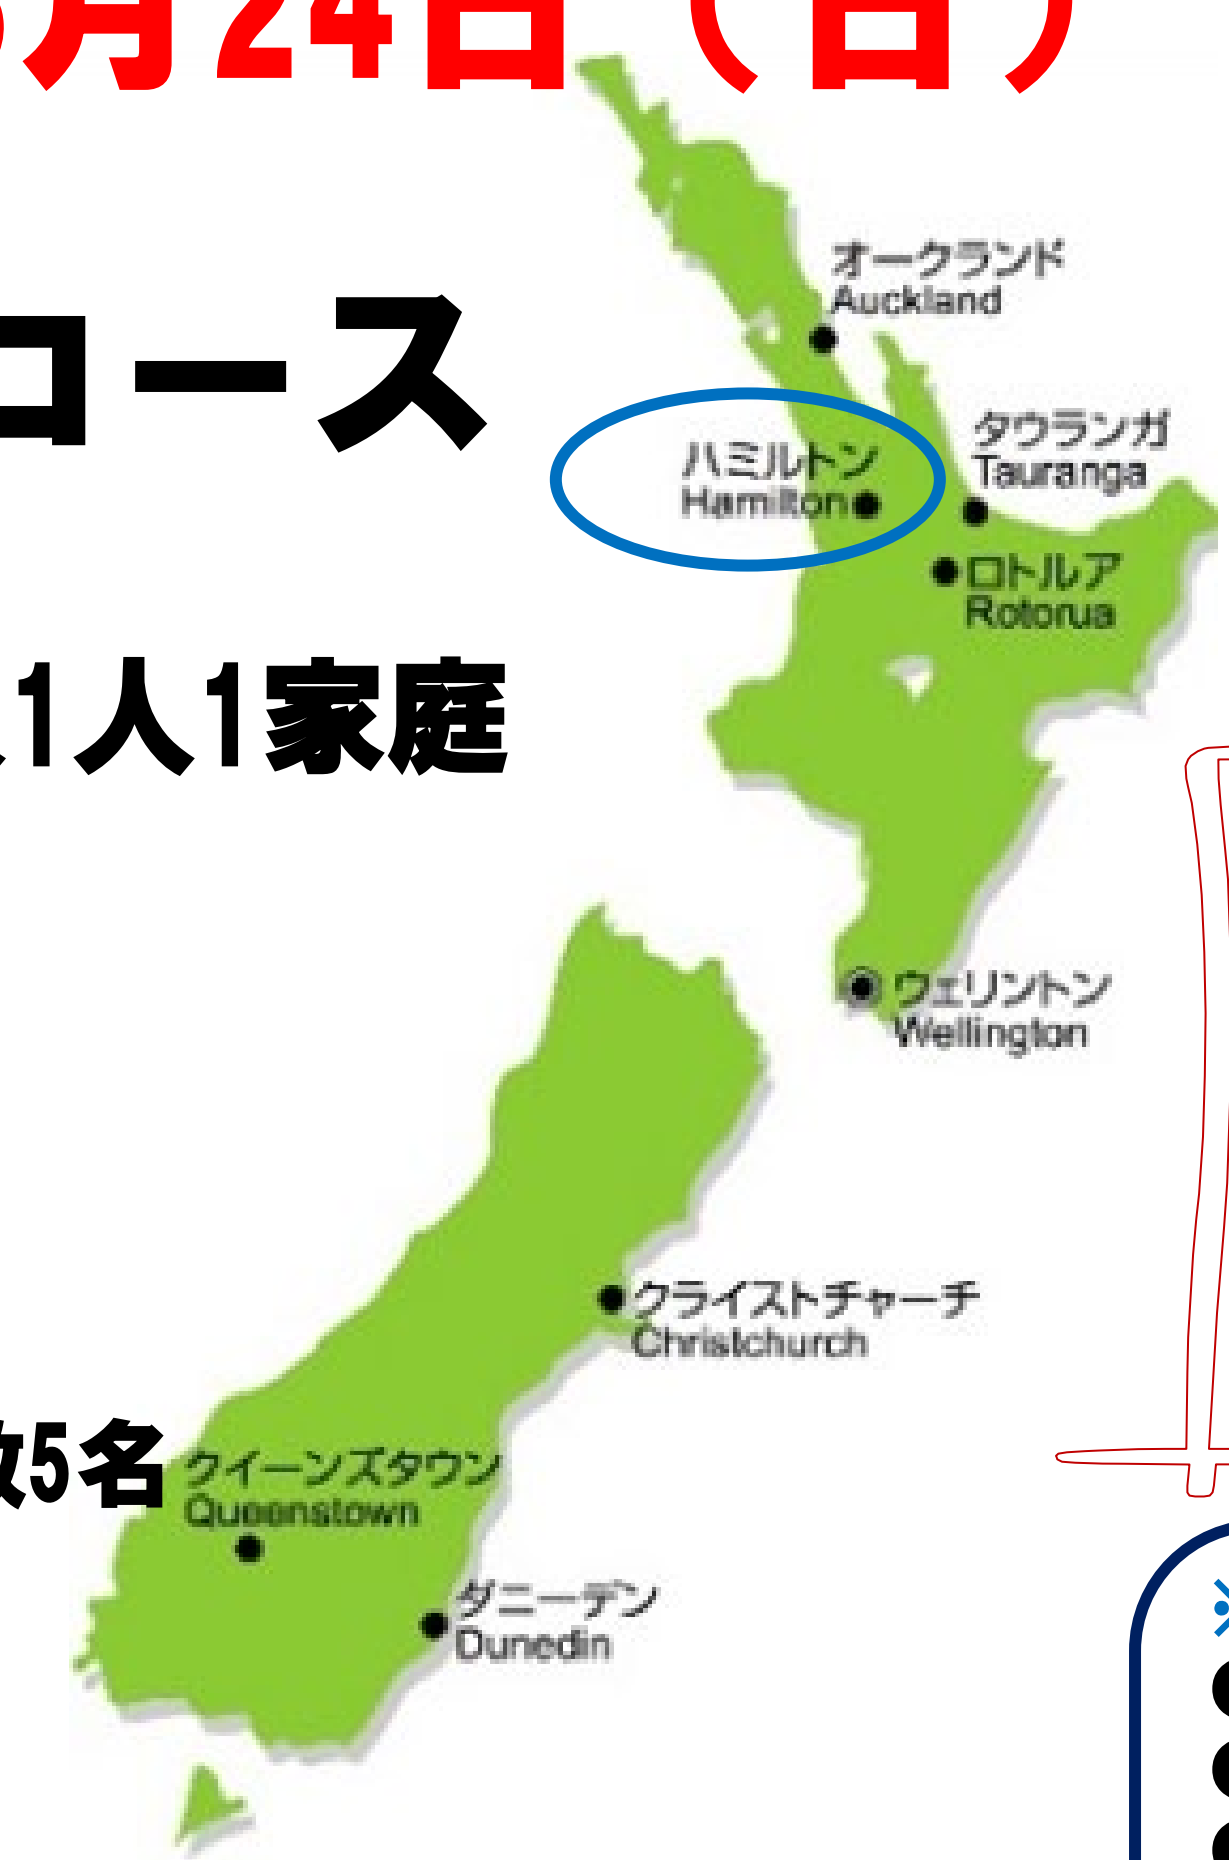 月24日（日）
オークランド
Auckland
コース
タウランガ
Tauranga
ハミルトン
Hamilton
ロトルア
Rotorua
1人1家庭
ウェリントン
Wellington
クライストチャーチ
Christchurch
5名
クイーンズタウン
Queenstown
ダニーデン
Dunedin
※